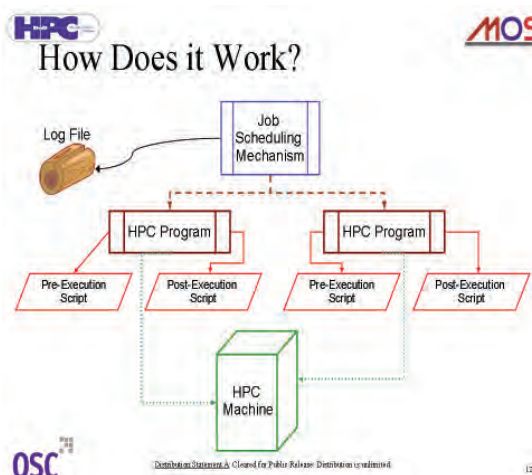 HPC
MOS
How Does it Work?
Log File
Job
Scheduling
Mechanism
HPC Program
HPC Program
Pre-Execution
Script
Post-Execution
Script
Pre-Execution
Script
Post-Execution
Script
HPC
Machine
OSC
Distribution Statement A: Cleared for Public Release: Distribution is unlimited.